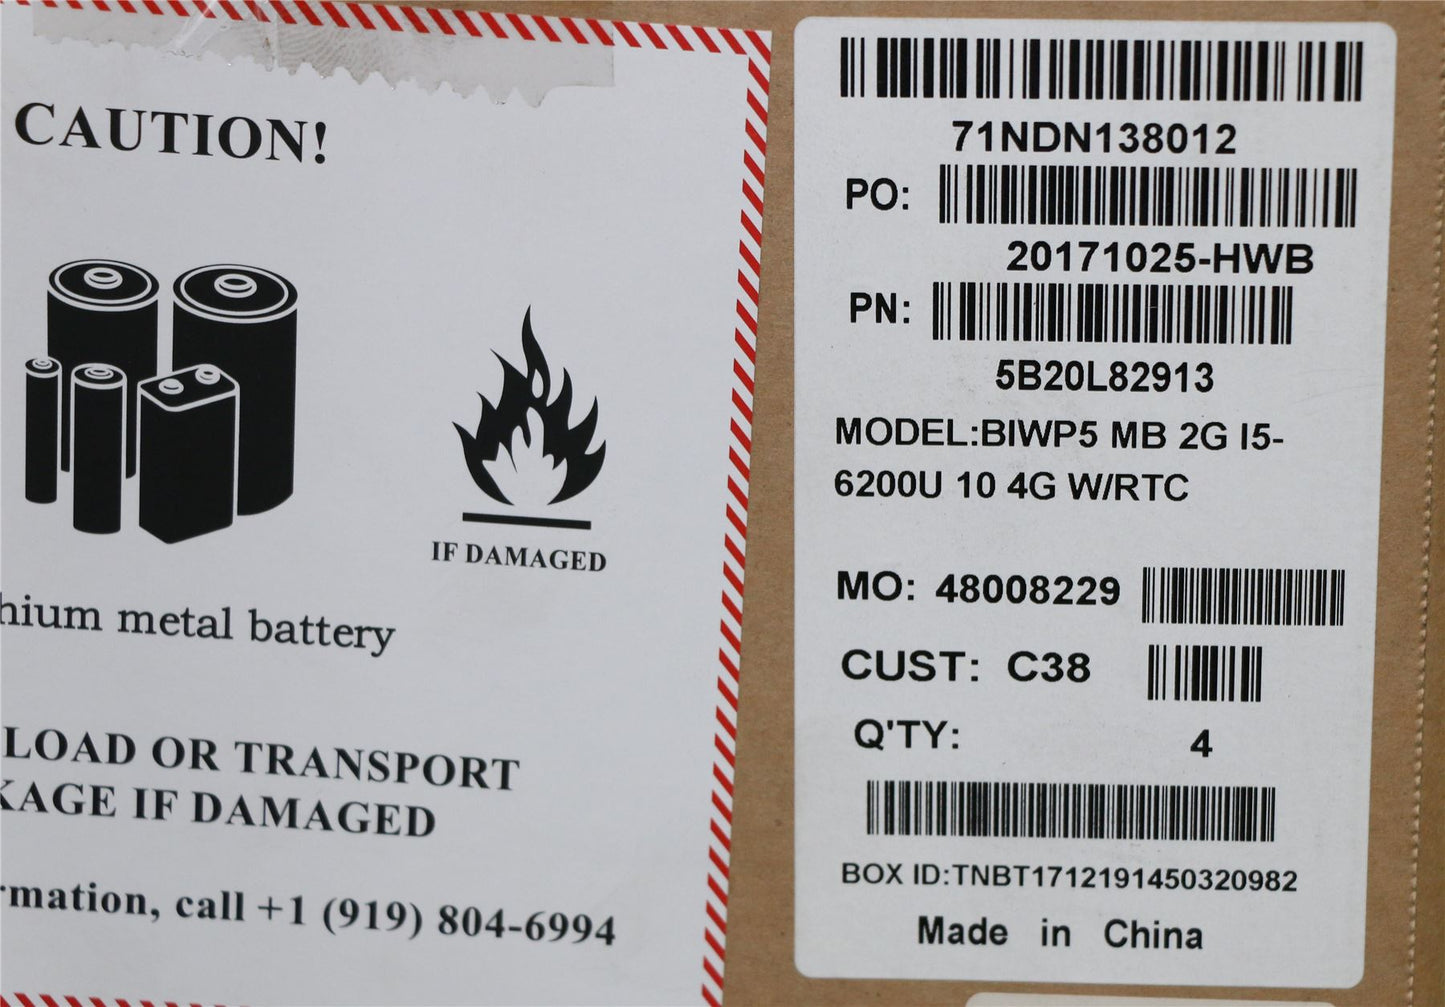 CAUTION!
IF DAMAGED
hium metal battery
LOAD OR TRANSPORT
KAGE IF DAMAGED
rmation, call +1 (919) 804-6994
71NDN138012
PO:
20171025-HWB
PN:
5B20L82913
MODEL:BIWP5 MB 2G I5-
6200U 10 4G W/RTC
MO: 48008229
CUST: C38
Q'TY: 4
BOX ID:TNBT1712191450320982
Made in China